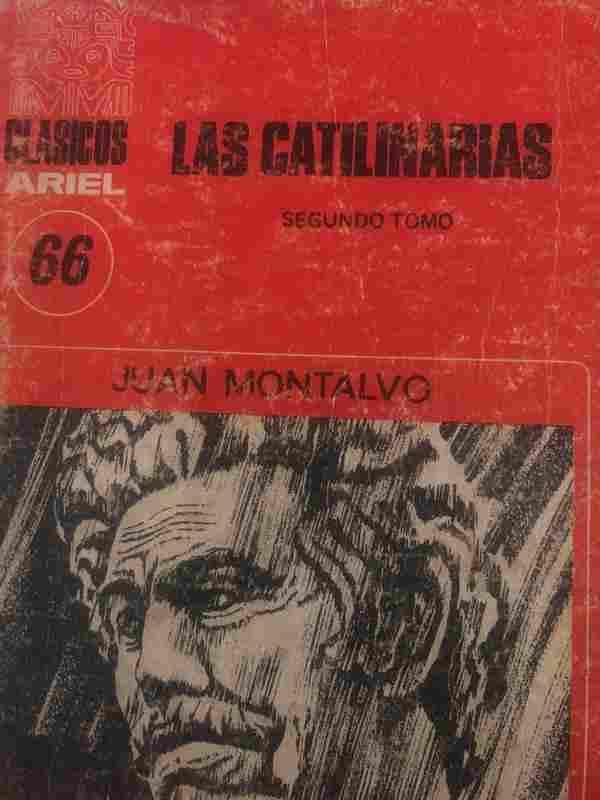 CLASICOS
ARIEL
66
LAS CATILINARIAS
SEGUNDO TOMO
JUAN MONTALVO